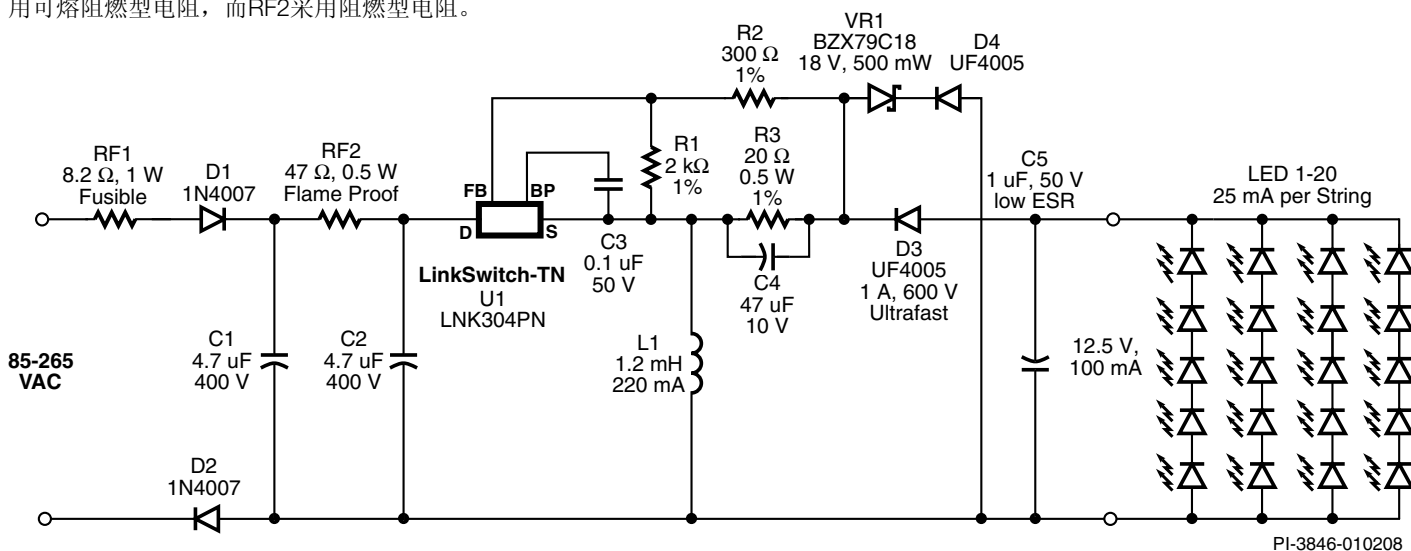 用可熔阻燃型电阻，而RF2采用阻燃型电阻。
RF1
8.2 Ω, 1 W
Fusible
D1
1N4007
RF2
47 Ω, 0.5 W
Flame Proof
FB
BP
D
S
LinkSwitch-TN
U1
LNK304PN
R2
300 Ω
1%
R1
2 kΩ
1%
C3
0.1 uF
50 V
R3
20 Ω
0.5 W
1%
C4
47 uF
10 V
VR1
BZX79C18
18 V, 500 mW
D4
UF4005
D3
UF4005
1 A, 600 V
Ultrafast
C5
1 uF, 50 V
low ESR
LED 1-20
25 mA per String
85-265
VAC
C1
4.7 uF
400 V
C2
4.7 uF
400 V
L1
1.2 mH
220 mA
12.5 V,
100 mA
D2
1N4007
PI-3846-010208